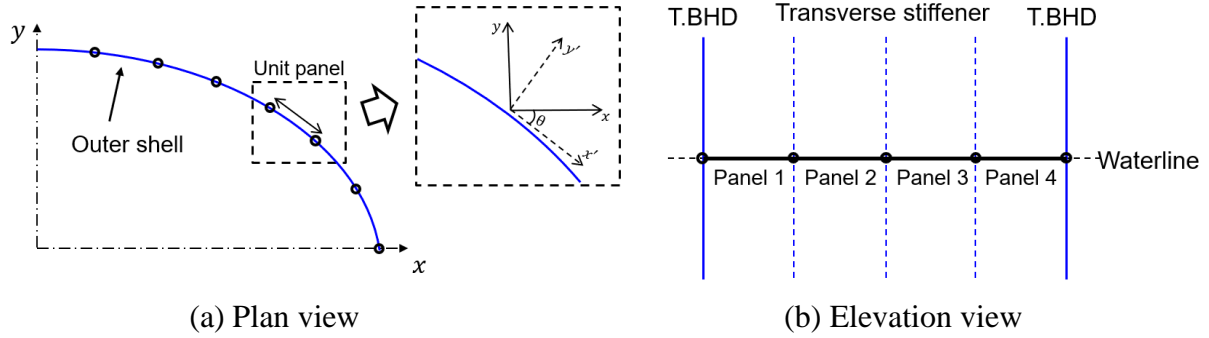 y
Unit panel
Outer shell
x
y
y'
x
θ
x'
(a) Plan view
T.BHD Transverse stiffener T.BHD
Waterline
Panel 1 Panel 2 Panel 3 Panel 4
(b) Elevation view